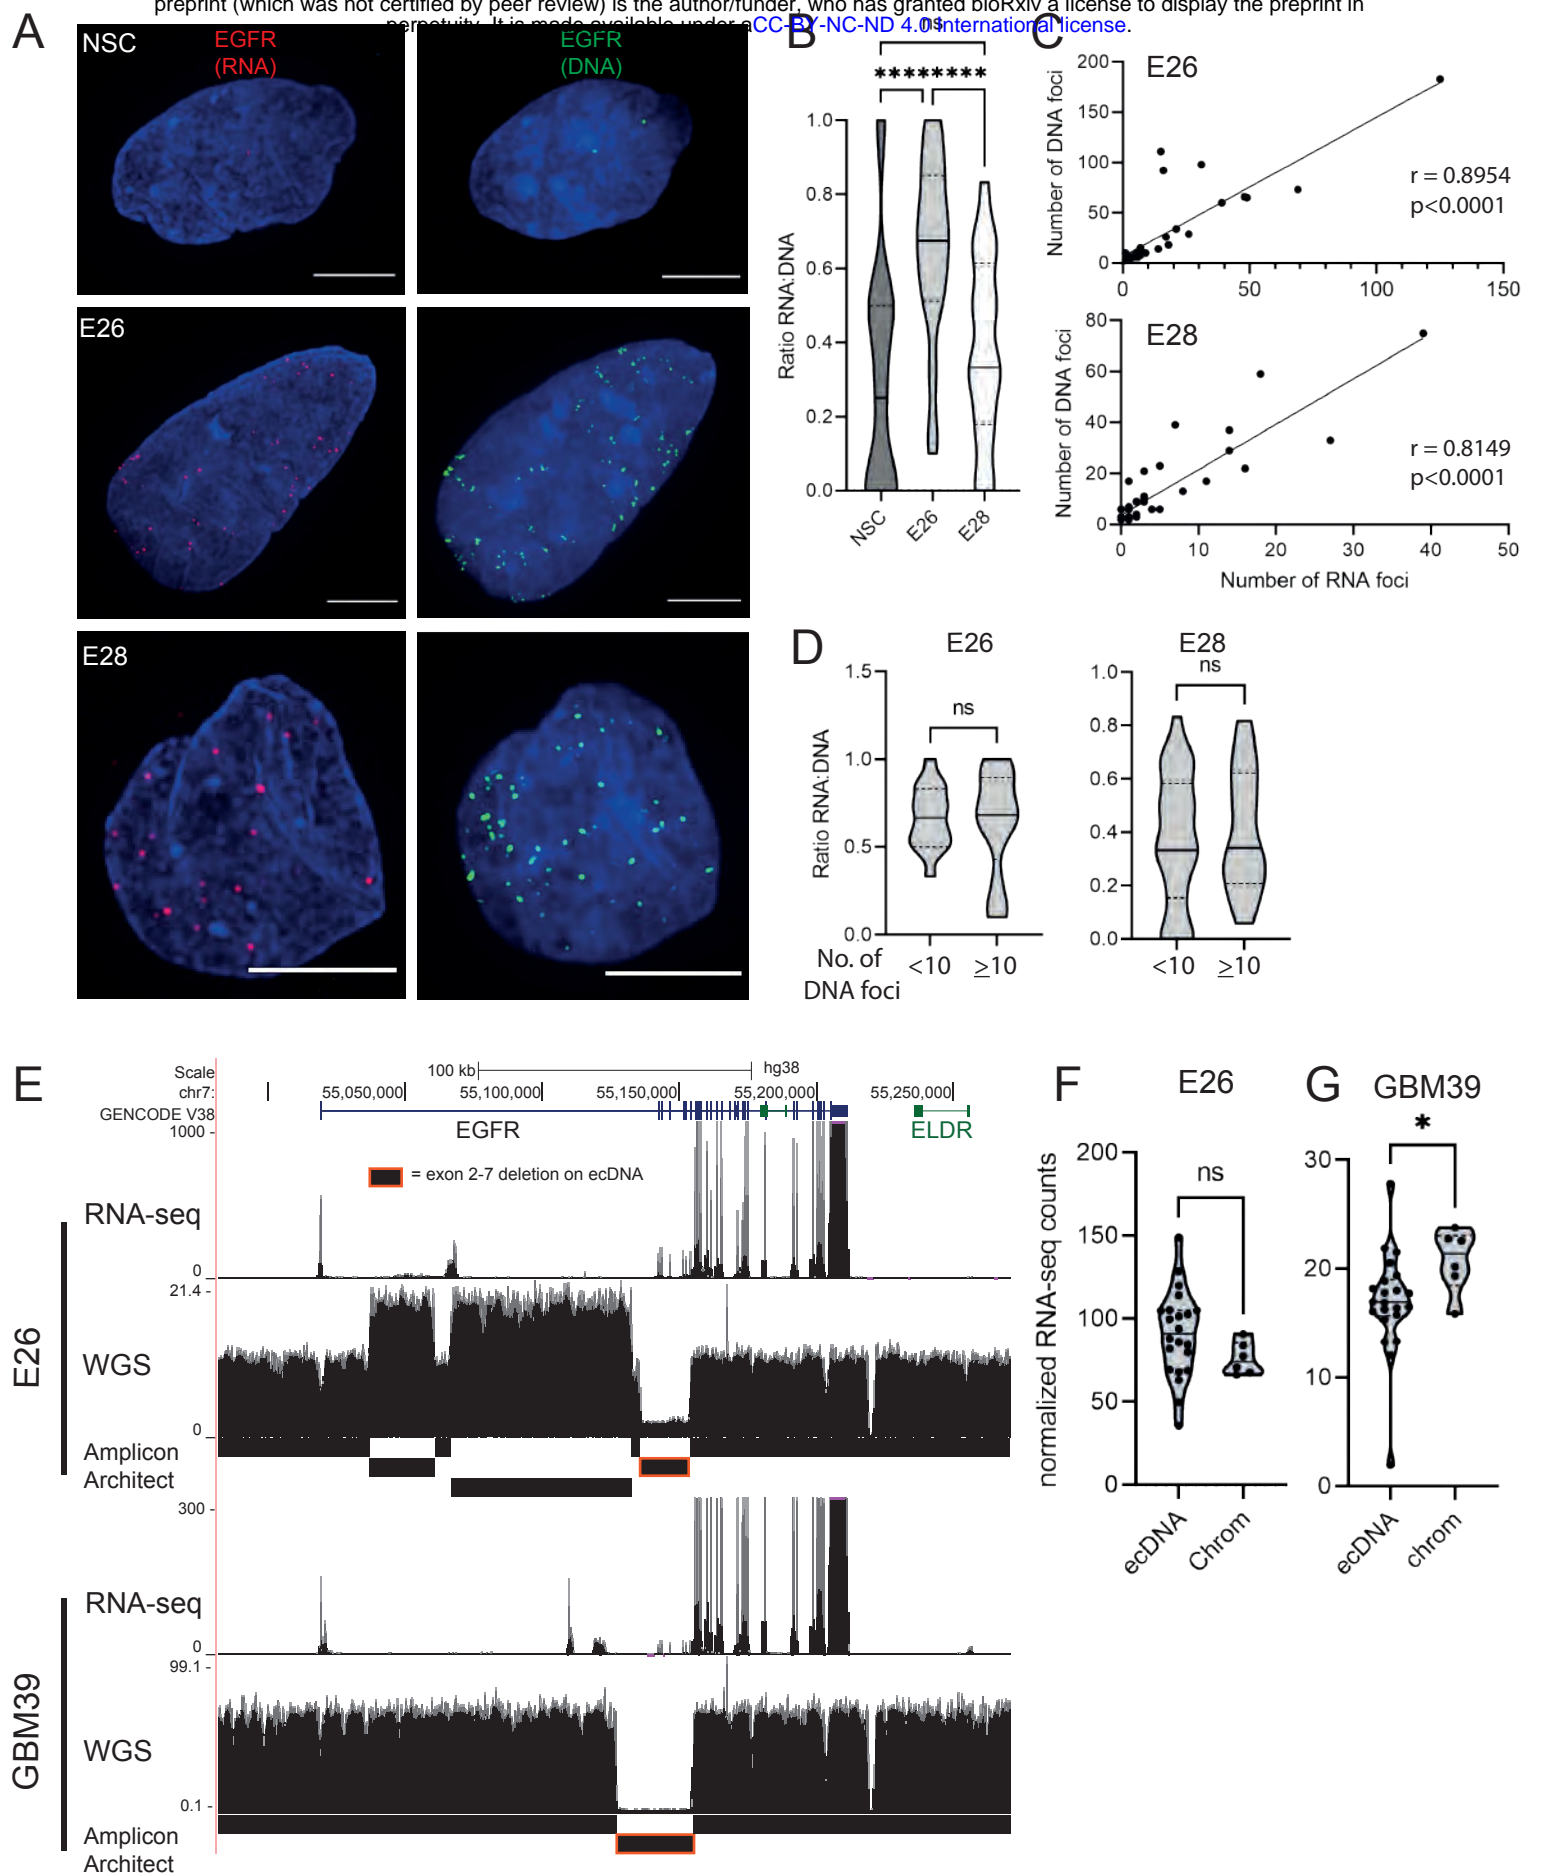 preprint (which was not certified by peer review) is the author/funder, who has granted bioRxiv a license to display the preprint in
perpetuity. It is made available under aCC-BY-NC-ND 4.0 International license.
A
NSC
EGFR
(RNA)
EGFR
(DNA)
E26
E28
B
ns
********
Ratio RNA:DNA
1.0
0.8
0.6
0.4
0.2
0.0
NSC
E26
E28
C
E26
Number of DNA foci
200
150
100
50
0
r = 0.8954
p<0.0001
0
50
100
150
E28
Number of DNA foci
80
60
40
20
0
r = 0.8149
p<0.0001
0
10
20
30
40
50
Number of RNA foci
D
E26
Ratio RNA:DNA
1.5
1.0
0.5
0.0
ns
No. of
DNA foci
<10
≥10
E28
ns
1.0
0.8
0.6
0.4
0.2
0.0
<10
≥10
E
Scale
100 kb
hg38
chr7:
55,050,000
55,100,000
55,150,000
55,200,000
55,250,000
GENCODE V38
EGFR
ELDR
= exon 2-7 deletion on ecDNA
E26
RNA-seq
1000
0
WGS
21.4
0
Amplicon
Architect
GBM39
RNA-seq
300
0
WGS
99.1
0.1
Amplicon
Architect
F
E26
normalized RNA-seq counts
200
150
100
50
0
ns
ecDNA
Chrom
G
GBM39
*
30
20
10
0
ecDNA
chrom